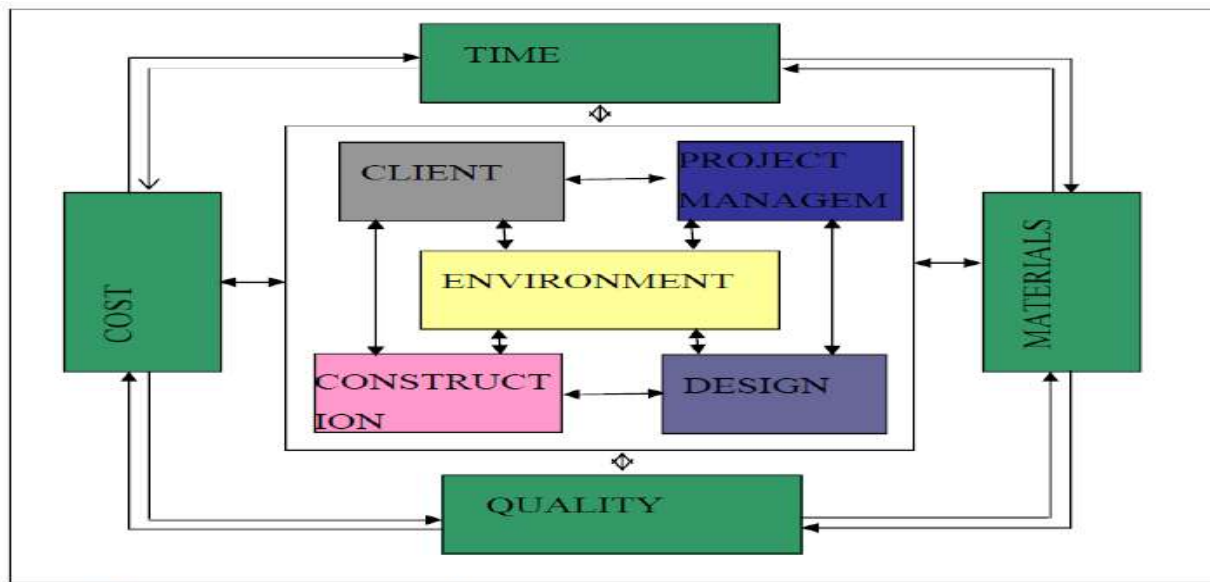 TIME
CLIENT
PROJECT
MANAGEM
ENVIRONMENT
COST
MATERIALS
CONSTRUCT
ION
DESIGN
QUALITY